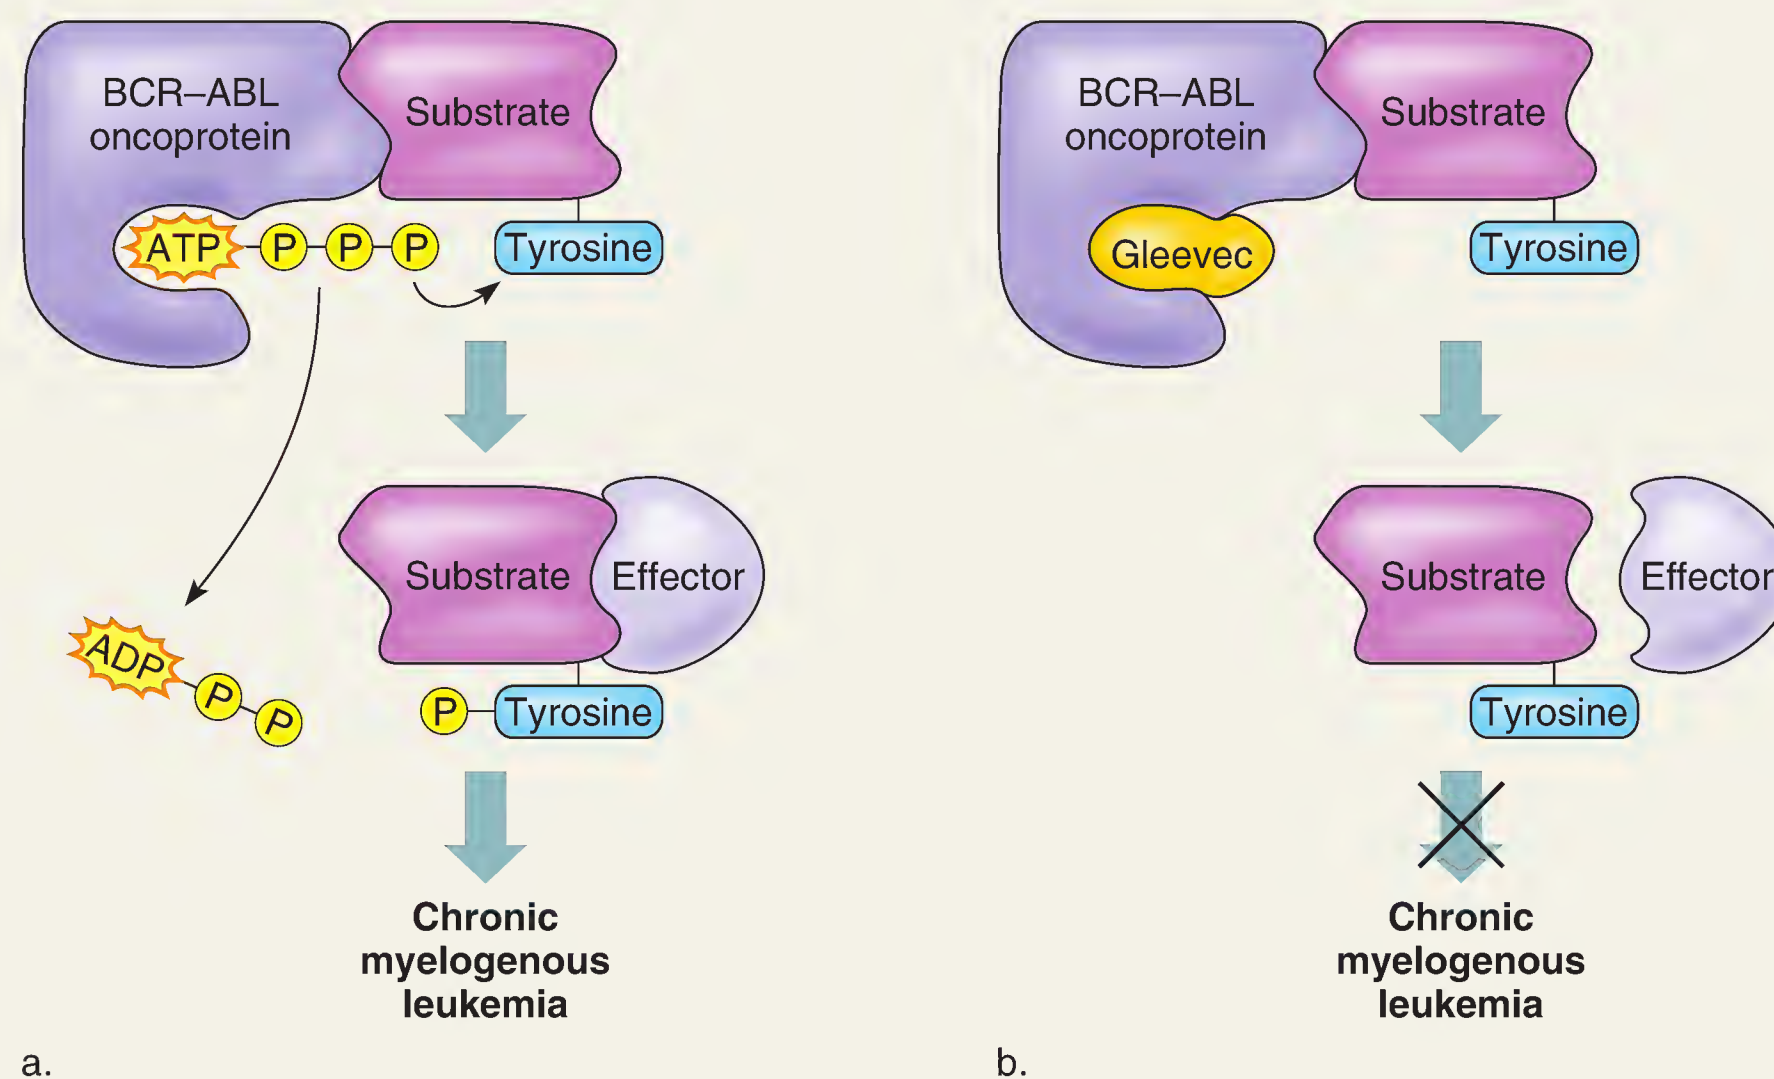 BCR–ABL
oncoprotein
Substrate
ATP P P P
Tyrosine
Substrate
Effector
ADP P P
P Tyrosine
Chronic
myelogenous
leukemia
a.
BCR–ABL
oncoprotein
Substrate
Gleevec
Tyrosine
Substrate
Effector
Tyrosine
Chronic
myelogenous
leukemia
b.